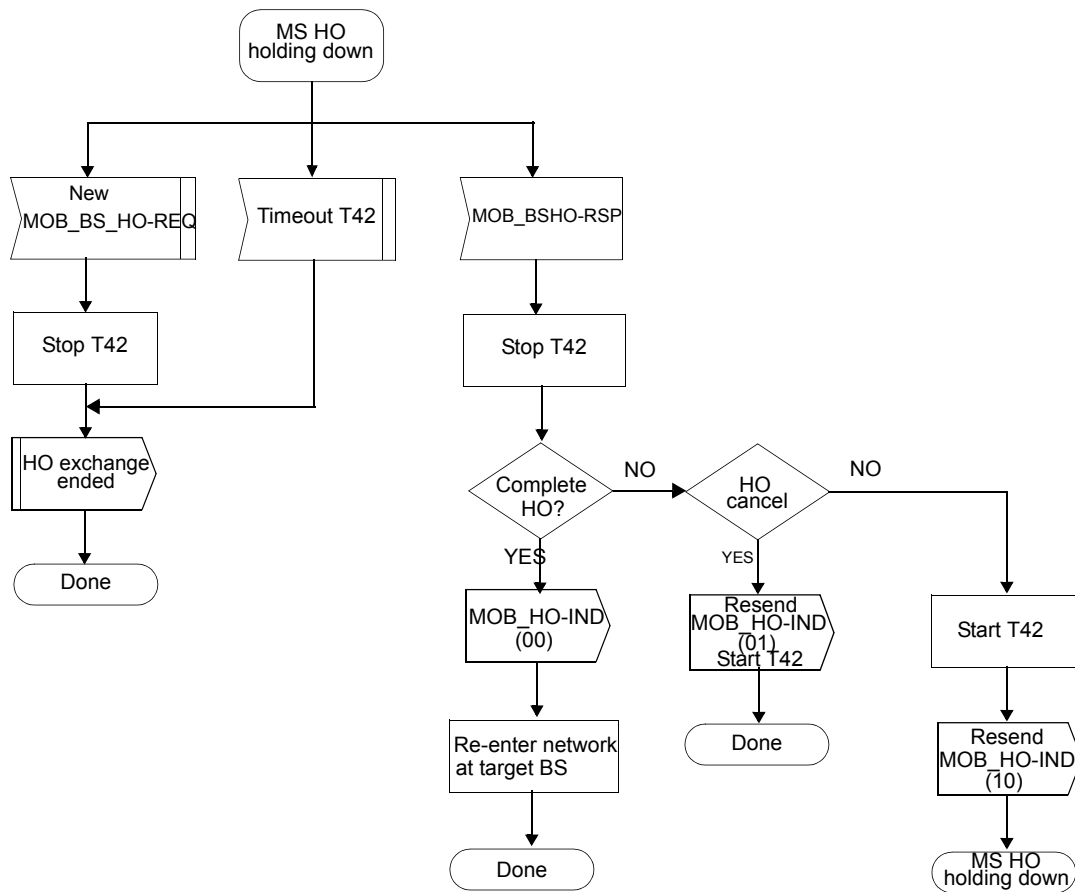 MS HO
holding down
New
MOB_BS_HO-REQ
Timeout T42
MOB_BSHO-RSP
Stop T42
Stop T42
HO exchange
ended
Done
Complete
HO?
NO
HO
cancel
NO
YES
YES
MOB_HO-IND
(00)
Resend
MOB_HO-IND
(01)
Start T42
Start T42
Re-enter network
at target BS
Done
Resend
MOB_HO-IND
(10)
Done
MS HO
holding down